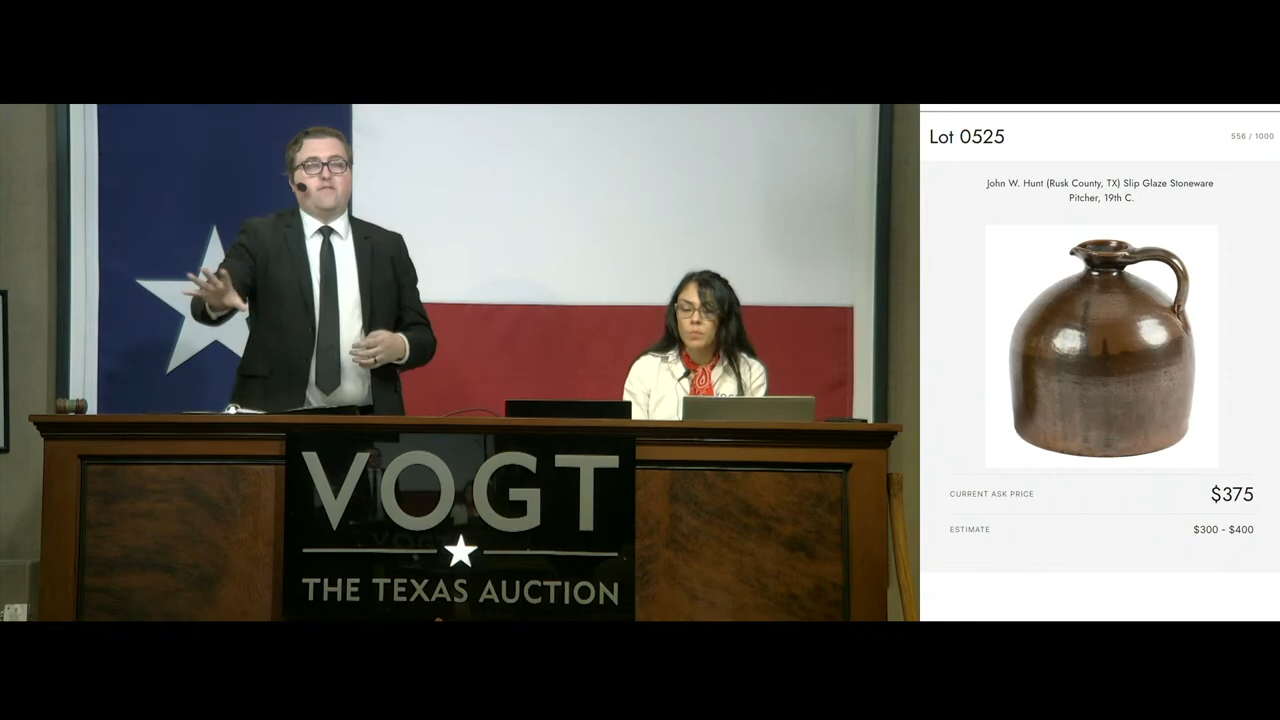 Lot 0525
556 / 1000
John W. Hunt (Rusk County, TX) Slip Glaze Stoneware
Pitcher, 19th C.
CURRENT ASK PRICE
$375
ESTIMATE
$300 - $400
VOGT
THE TEXAS AUCTION